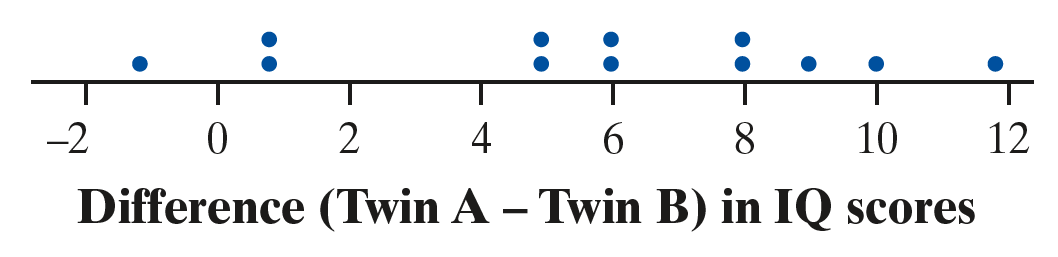 –2 0 2 4 6 8 10 12
Difference (Twin A – Twin B) in IQ scores